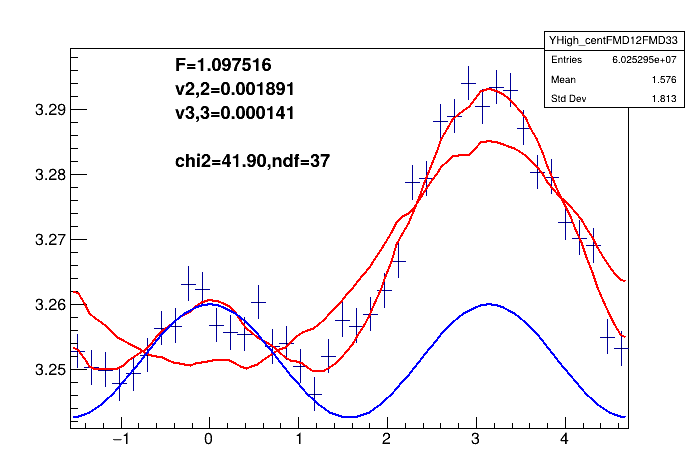 YHigh_centFMD12FMD33
Entries 6.025295e+07
Mean 1.576
Std Dev 1.813
F=1.097516
v2,2=0.001891
v3,3=0.000141
chi2=41.90,ndf=37
3.29
3.28
3.27
3.26
3.25
−1 0 1 2 3 4